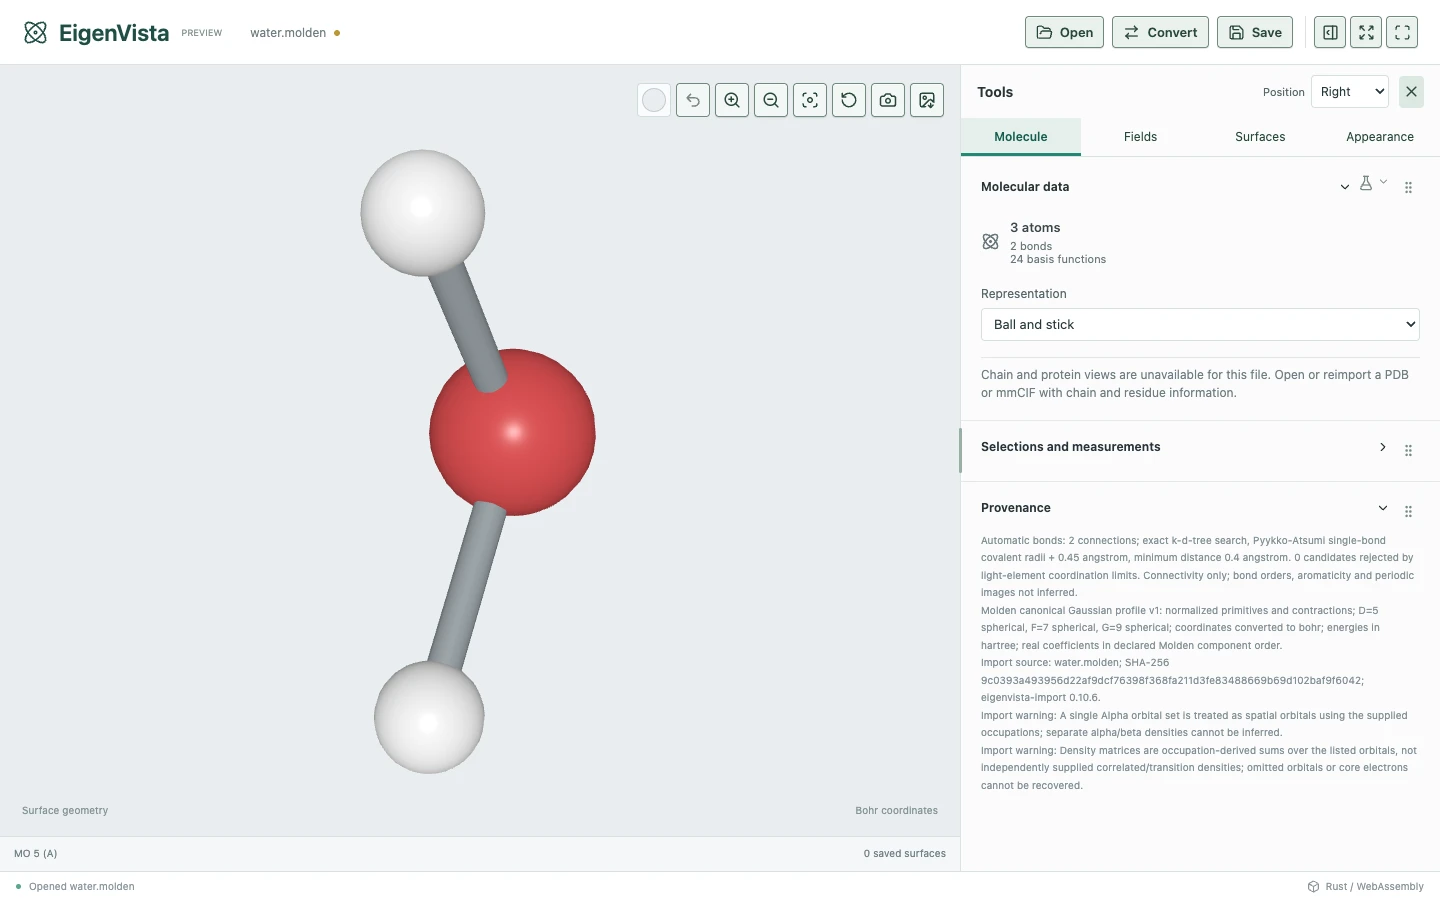 EigenVista PREVIEW water.molden
Open Convert Save
Tools
Position Right
Molecule Fields Surfaces Appearance
Molecular data
3 atoms
2 bonds
24 basis functions
Representation
Ball and stick
Chain and protein views are unavailable for this file. Open or reimport a PDB
or mmCIF with chain and residue information.
Selections and measurements
Provenance
Automatic bonds: 2 connections; exact k-d-tree search, Pyykko-Atsumi single-bond
covalent radii + 0.45 angstrom, minimum distance 0.4 angstrom. 0 candidates rejected by
light-element coordination limits. Connectivity only; bond orders, aromaticity and periodic
images not inferred.
Molden canonical Gaussian profile v1: normalized primitives and contractions; D=5
spherical, F=7 spherical, G=9 spherical; coordinates converted to bohr; energies in
hartree; real coefficients in declared Molden component order.
Import source: water.molden; SHA-256
9c0393a493956d22af9dcf76398f368fa211d3fe83488669b69d102baf9f6042;
eigenvista-import 0.10.6.
Import warning: A single Alpha orbital set is treated as spatial orbitals using the supplied
occupations; separate alpha/beta densities cannot be inferred.
Import warning: Density matrices are occupation-derived sums over the listed orbitals, not
independently supplied correlated/transition densities; omitted orbitals or core electrons
cannot be recovered.
Surface geometry
Bohr coordinates
MO 5 (A)
0 saved surfaces
Opened water.molden
Rust / WebAssembly